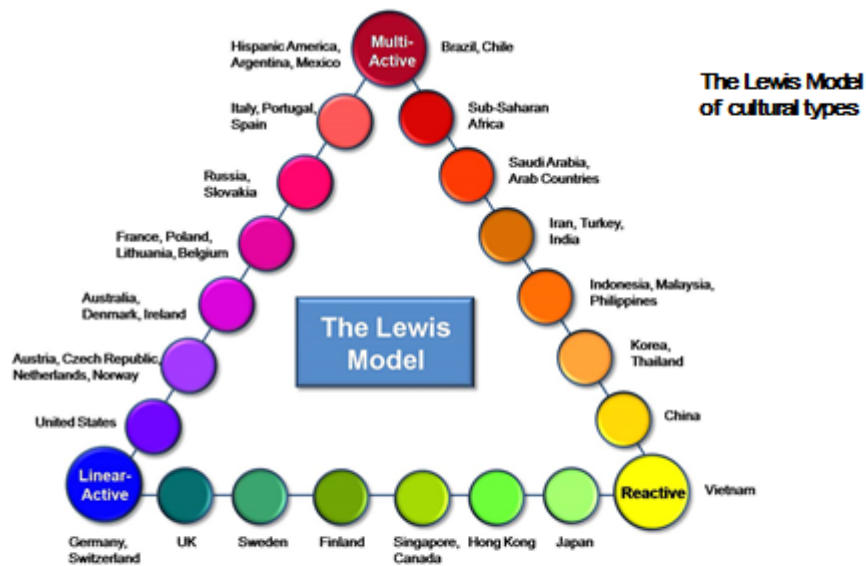 Hispanic America,
Argentina, Mexico
Multi-
Active
Brazil, Chile
The Lewis Model
of cultural types
Italy, Portugal,
Spain
Sub-Saharan
Africa
Russia,
Slovakia
Saudi Arabia,
Arab Countries
France, Poland,
Lithuania, Belgium
Iran, Turkey,
India
Australia,
Denmark, Ireland
Indonesia, Malaysia,
Philippines
The Lewis
Model
Austria, Czech Republic,
Netherlands, Norway
Korea,
Thailand
United States
China
Linear-
Active
Reactive
Vietnam
Germany,
Switzerland
UK
Sweden
Finland
Singapore,
Canada
Hong Kong
Japan